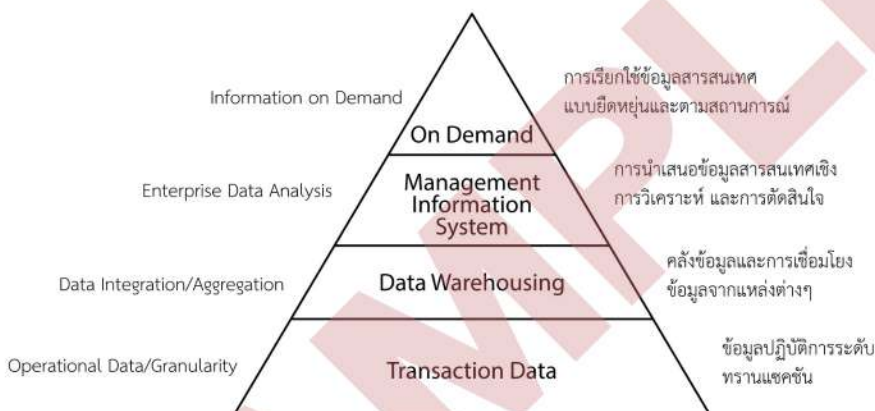 Information on Demand
On Demand
การเรียกใช้ข้อมูลสารสนเทศ
แบบยืดหยุ่นและตามสถานการณ์
Enterprise Data Analysis
Management
Information
System
การนำเสนอข้อมูลสารสนเทศเชิง
การวิเคราะห์ และการตัดสินใจ
Data Integration/Aggregation
Data Warehousing
คลังข้อมูลและการเชื่อมโยง
ข้อมูลจากแหล่งต่างๆ
Operational Data/Granularity
Transaction Data
ข้อมูลปฏิบัติการระดับ
ทรานแซคชัน